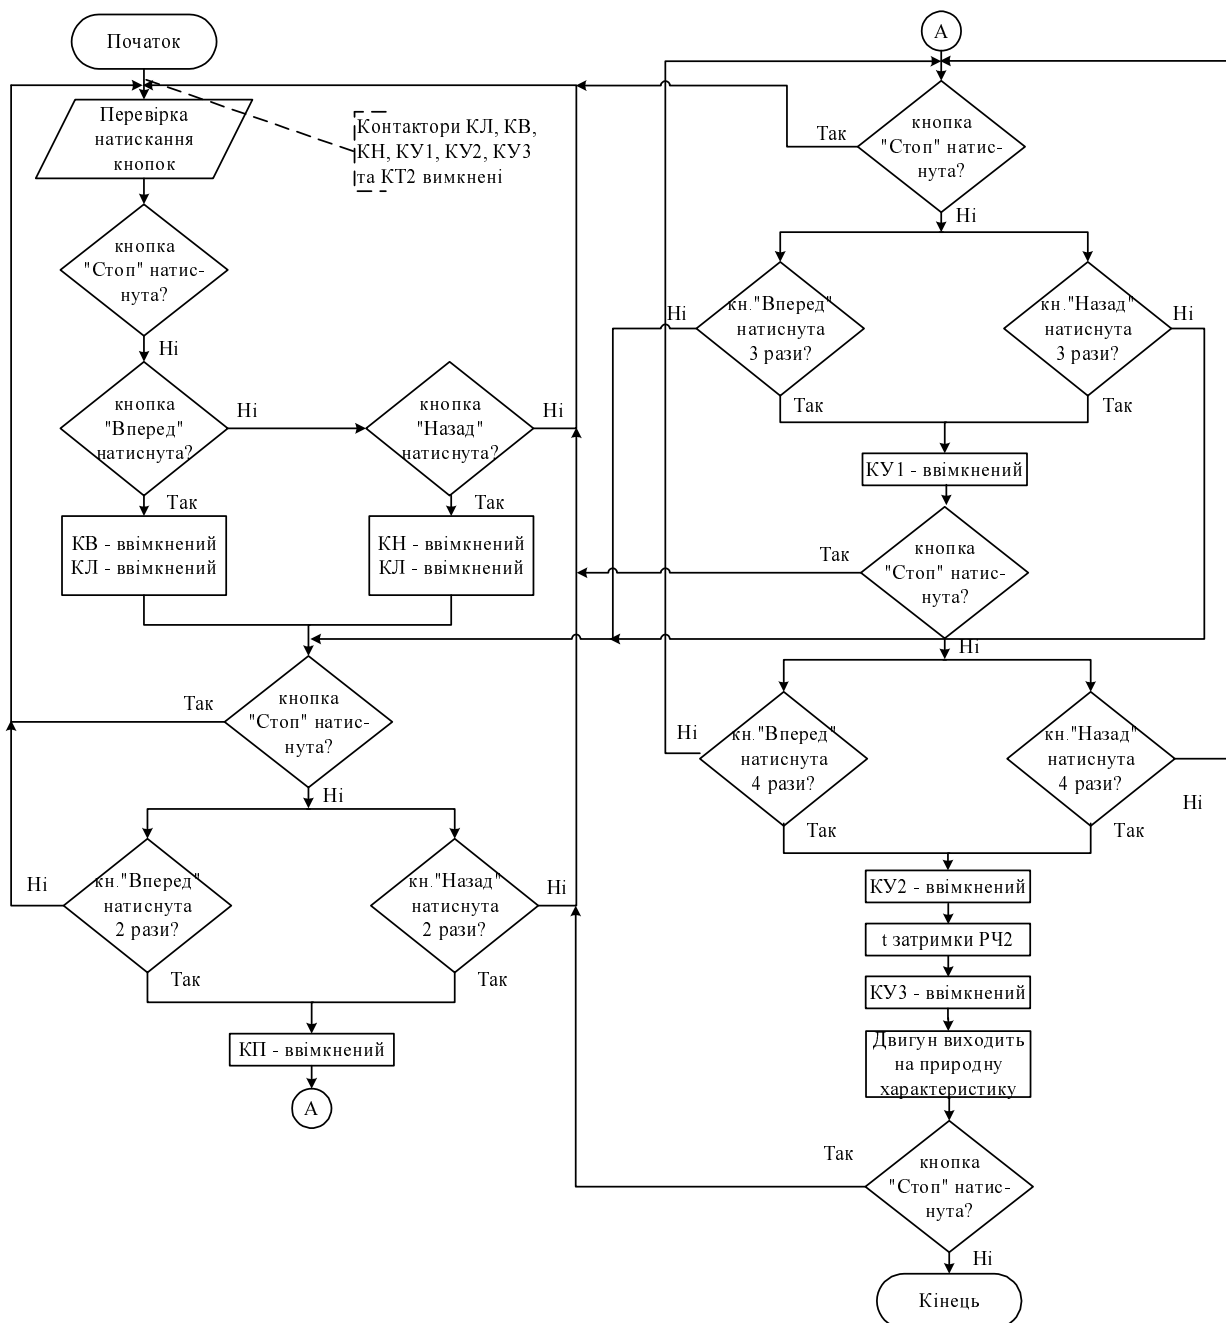 Початок
Перевірка
натискання
кнопок
Контактори КЛ, КВ,
КН, КУ1, КУ2, КУ3
та КТ2 вимкнені
кнопка
"Стоп" натис-
нута?
Ні
кнопка
"Вперед"
натиснута?
Ні
Так
кнопка
"Назад"
натиснута?
Ні
Так
КВ - ввімкнений
КЛ - ввімкнений
КН - ввімкнений
КЛ - ввімкнений
кнопка
"Стоп" натис-
нута?
Так
Ні
кн."Вперед"
натиснута
2 рази?
Ні
Так
кн."Назад"
натиснута
2 рази?
Ні
Так
КП - ввімкнений
А
А
кнопка
"Стоп" натис-
нута?
Так
Ні
кн."Вперед"
натиснута
3 рази?
Ні
Так
кн."Назад"
натиснута
3 рази?
Ні
Так
КУ1 - ввімкнений
кнопка
"Стоп" натис-
нута?
Так
Ні
кн."Вперед"
натиснута
4 рази?
Ні
Так
кн."Назад"
натиснута
4 рази?
Ні
Так
КУ2 - ввімкнений
t затримки РЧ2
КУ3 - ввімкнений
Двигун виходить
на природну
характеристику
кнопка
"Стоп" натис-
нута?
Так
Ні
Кінець